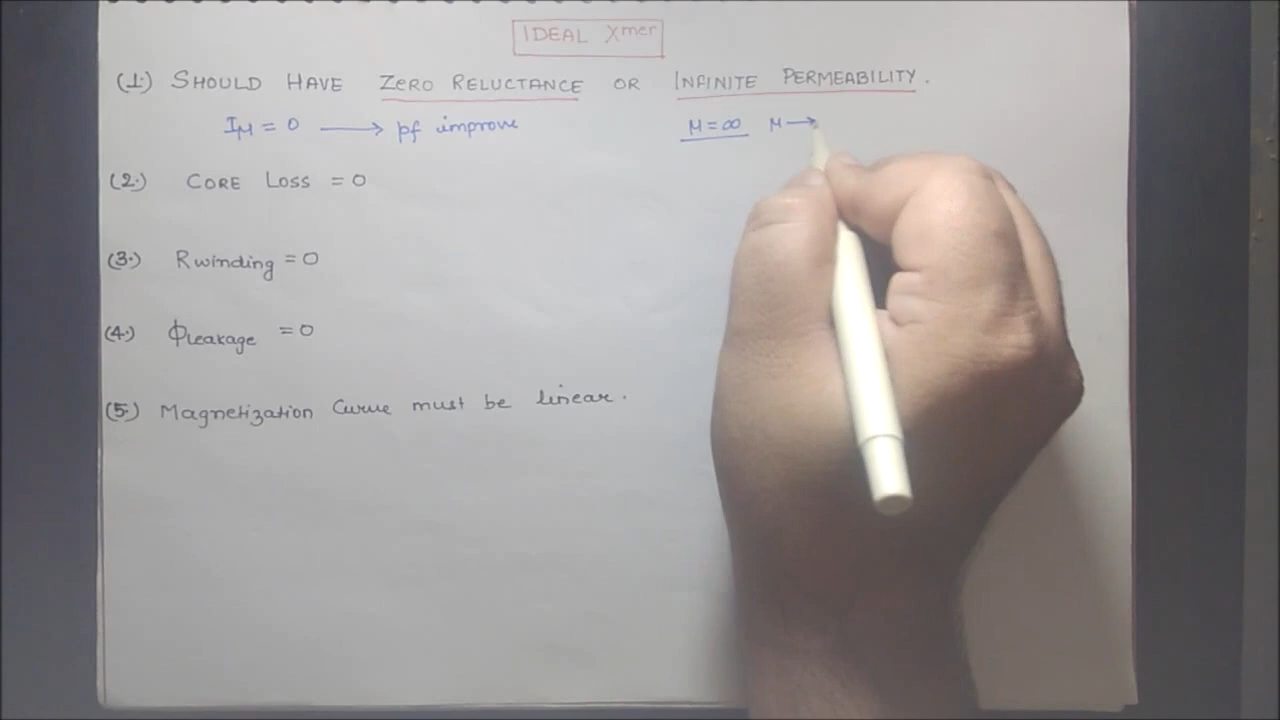 IDEAL Xmer
(1.) SHOULD HAVE ZERO RELUCTANCE OR INFINITE PERMEABILITY.
Iμ = 0 ⟶ pf improve μ = ∞ μ →
(2.) CORE LOSS = 0
(3.) Rwinding = 0
(4.) ΦLeakage = 0
(5.) Magnetization Curve must be linear.